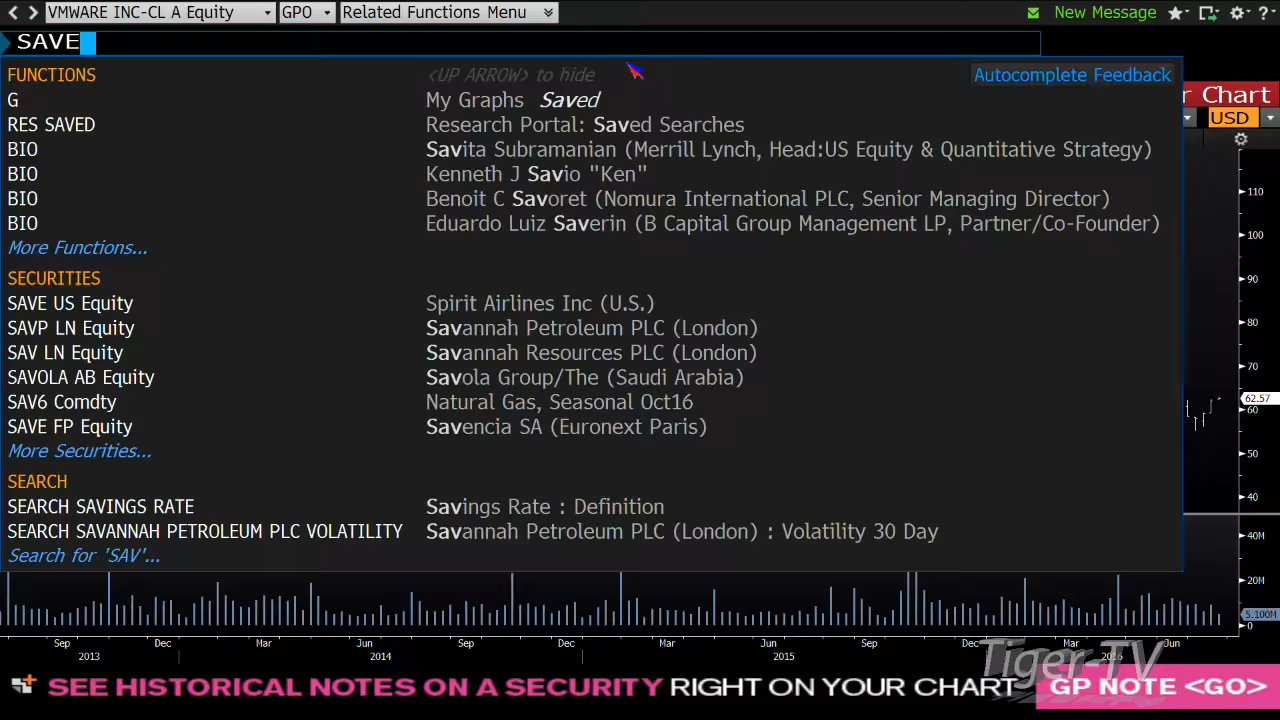 VMWARE INC-CL A Equity GPO Related Functions Menu New Message ?
SAVE
FUNCTIONS <UP ARROW> to hide Autocomplete Feedback
G My Graphs Saved
RES SAVED Research Portal: Saved Searches
BIO Savita Subramanian (Merrill Lynch, Head:US Equity & Quantitative Strategy)
BIO Kenneth J Savio "Ken"
BIO Benoit C Savoret (Nomura International PLC, Senior Managing Director)
BIO Eduardo Luiz Saverin (B Capital Group Management LP, Partner/Co-Founder)
More Functions...
SECURITIES
SAVE US Equity Spirit Airlines Inc (U.S.)
SAVP LN Equity Savannah Petroleum PLC (London)
SAV LN Equity Savannah Resources PLC (London)
SAVOLA AB Equity Savola Group/The (Saudi Arabia)
SAV6 Comdty Natural Gas, Seasonal Oct16
SAVE FP Equity Savencia SA (Euronext Paris)
More Securities...
SEARCH
SEARCH SAVINGS RATE Savings Rate : Definition
SEARCH SAVANNAH PETROLEUM PLC VOLATILITY Savannah Petroleum PLC (London) : Volatility 30 Day
Search for 'SAV'...
r Chart
USD
110
100
90
80
70
62.57
60
50
40
40M
20M
5.100M
0
Sep Dec Mar Jun Sep Dec Mar Jun Sep Dec Mar Jun
2013 2014 2015 2016
Tiger-TV
SEE HISTORICAL NOTES ON A SECURITY RIGHT ON YOUR CHART GP NOTE <GO>